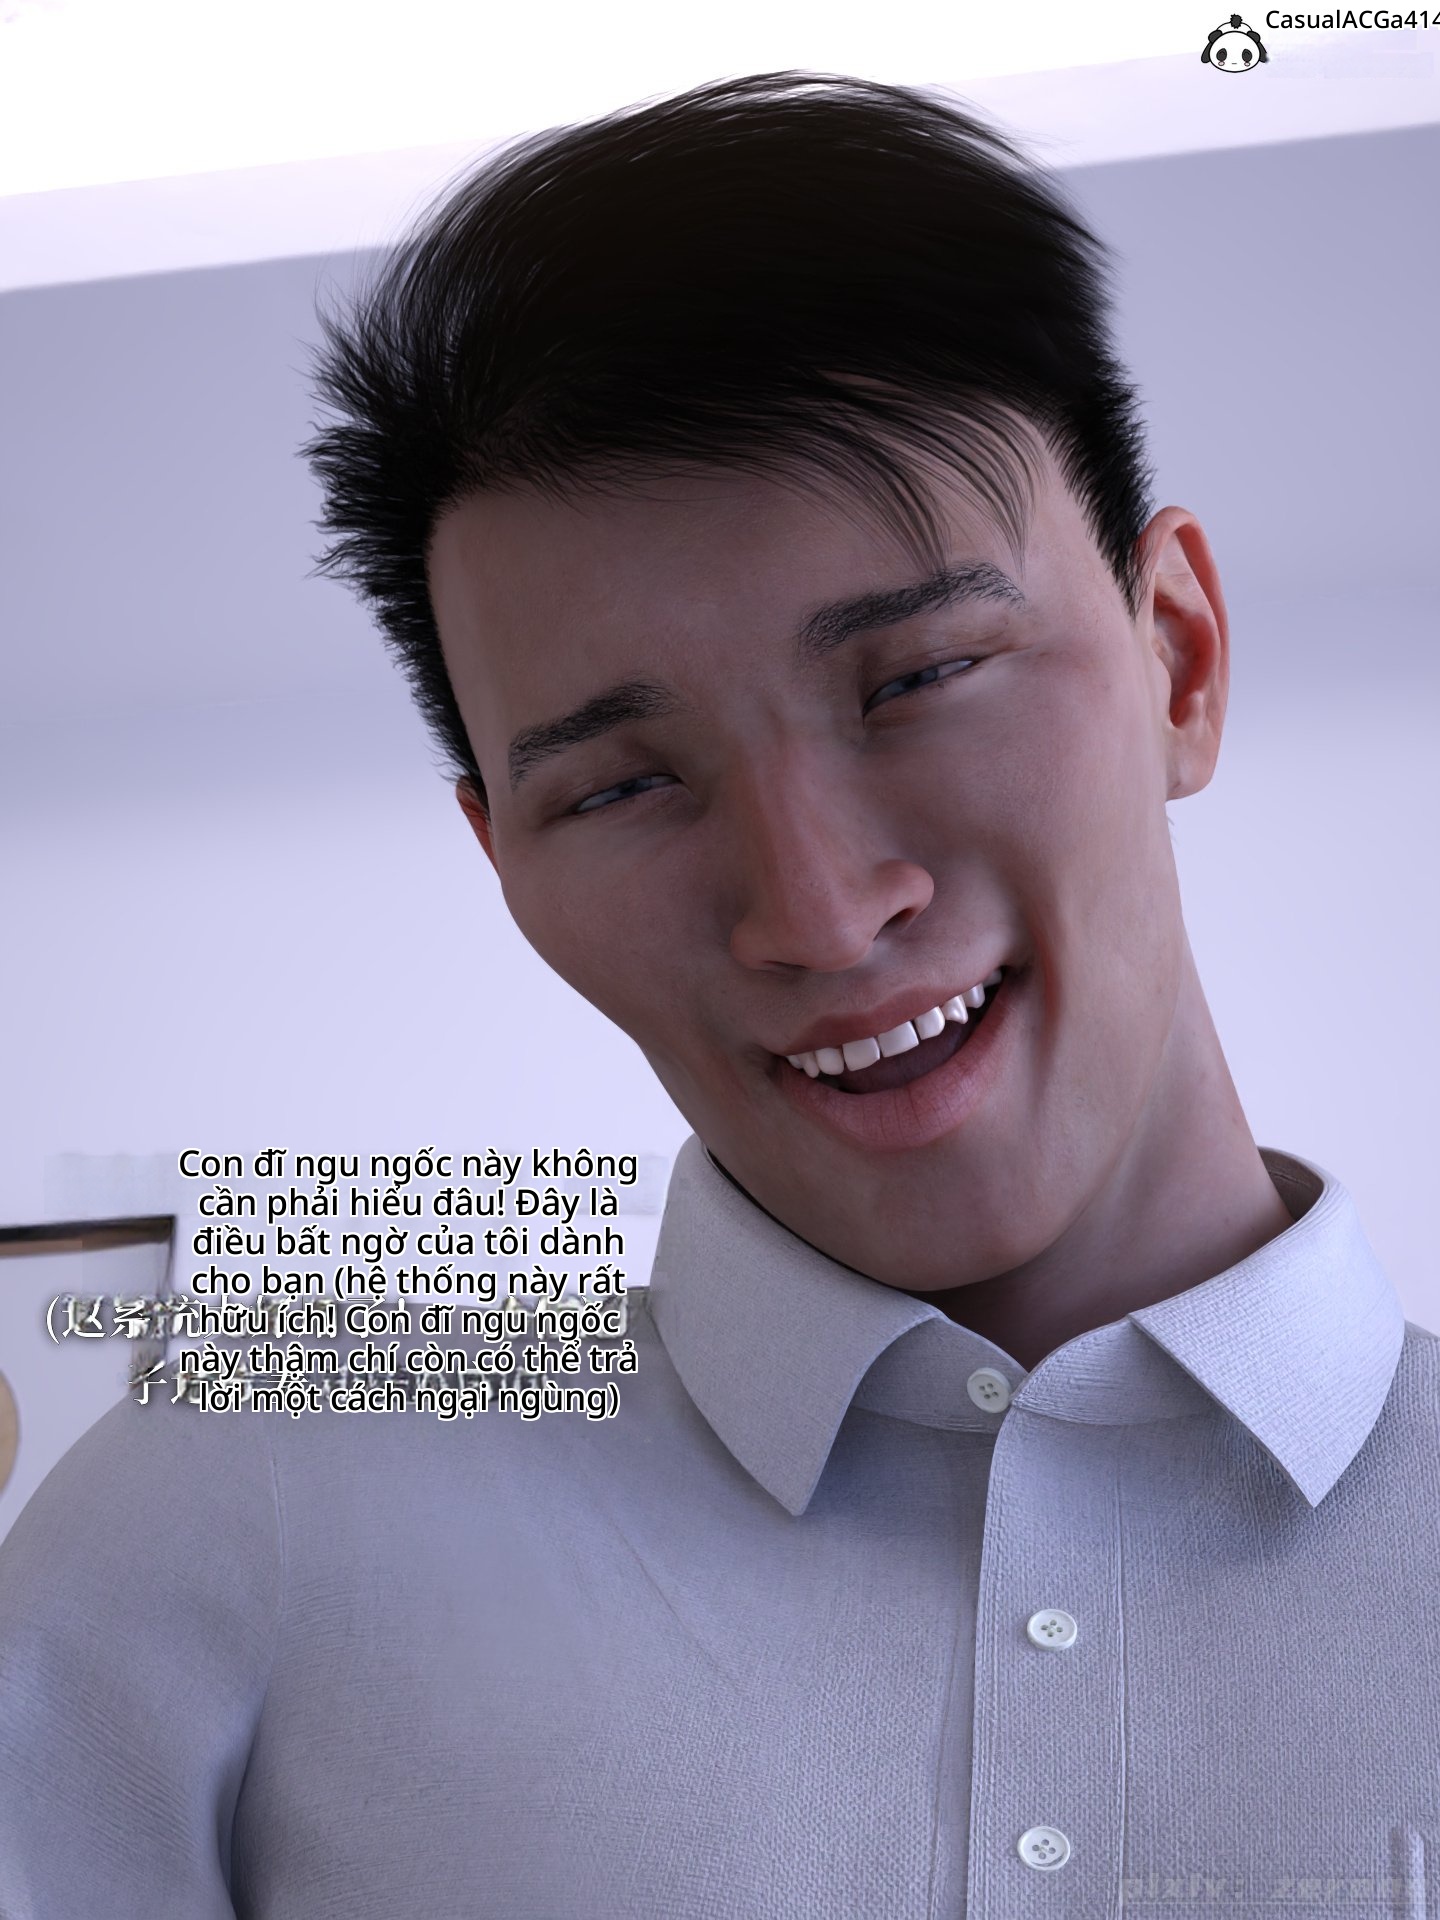 CasualACGa414
Con đĩ ngu ngốc này không
cần phải hiểu đâu! Đây là
điều bất ngờ của tôi dành
cho bạn (hệ thống này rất
hữu ích! Con đĩ ngu ngốc
này thậm chí còn có thể trả
lời một cách ngại ngùng)